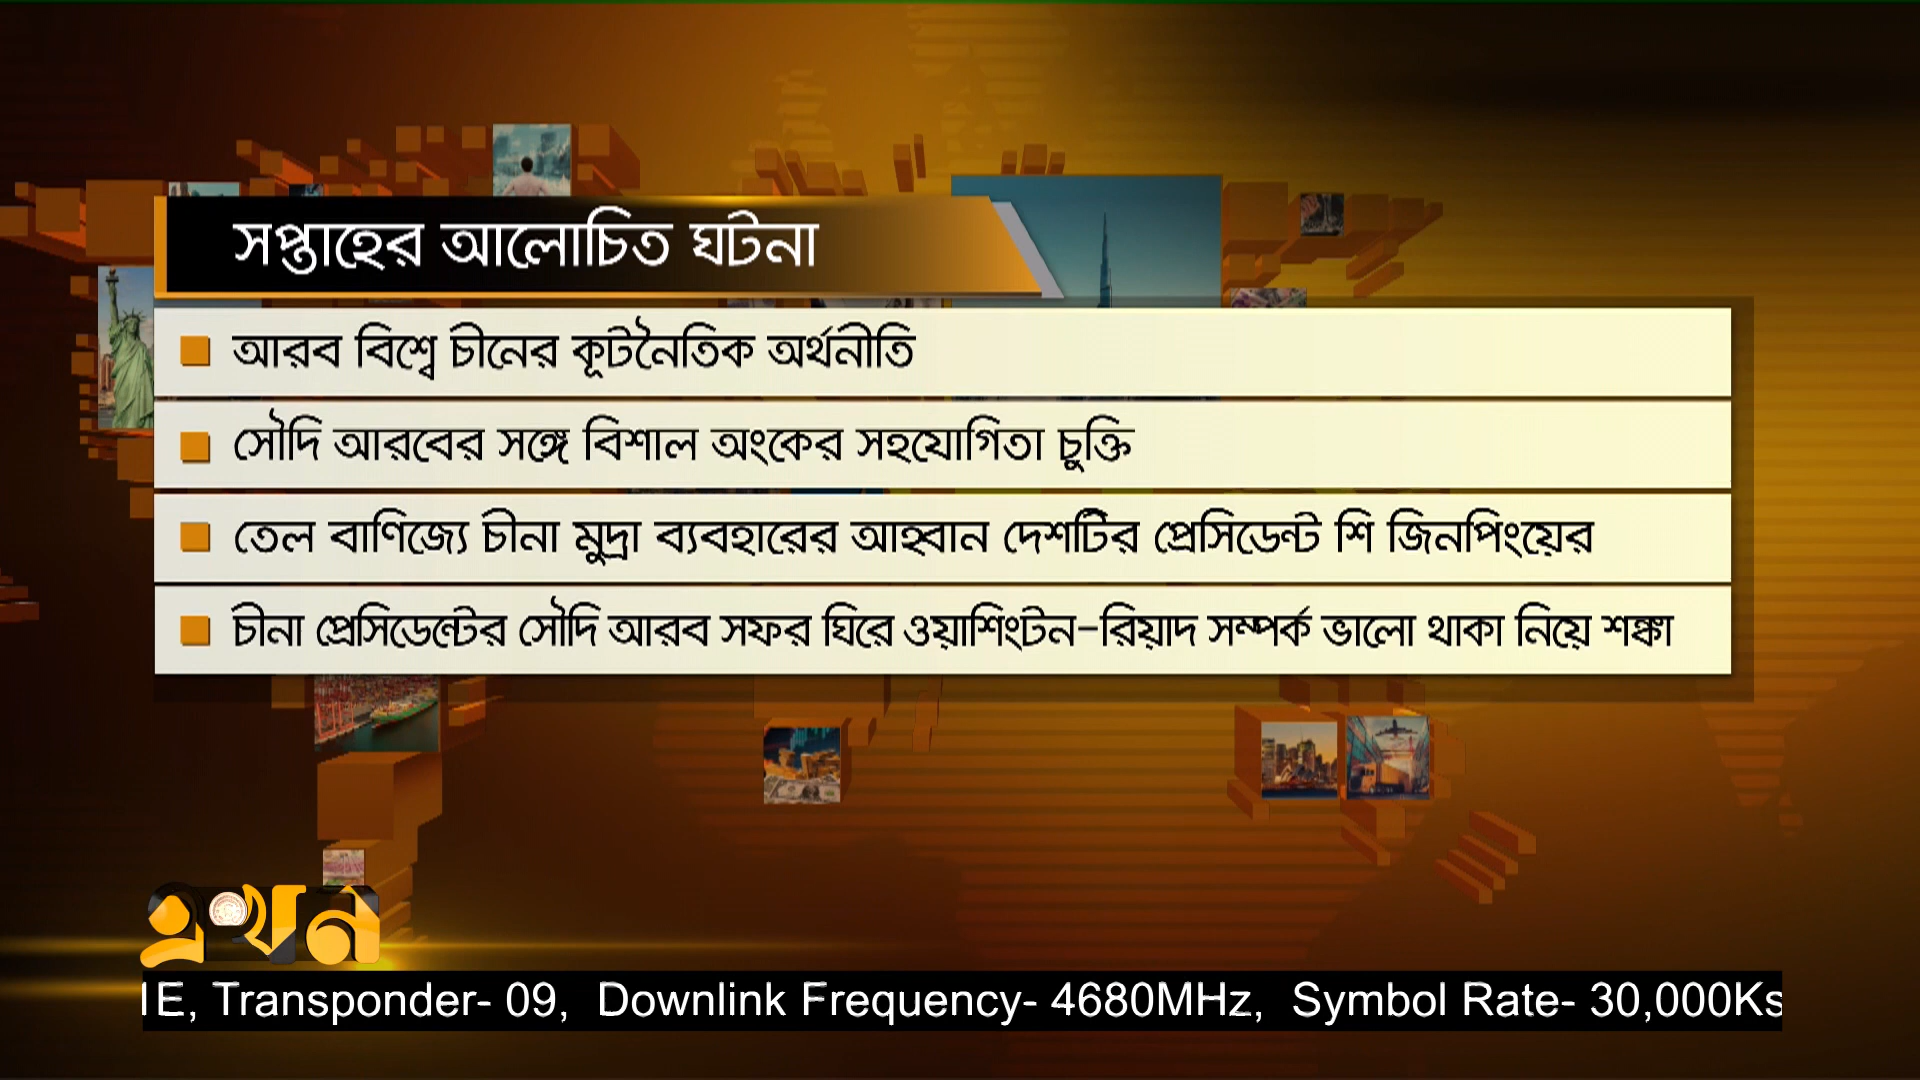 সপ্তাহের আলোচিত ঘটনা
আরব বিশ্বে চীনের কূটনৈতিক অর্থনীতি
সৌদি আরবের সঙ্গে বিশাল অংকের সহযোগিতা চুক্তি
তেল বাণিজ্যে চীনা মুদ্রা ব্যবহারের আহ্বান দেশটির প্রেসিডেন্ট শি জিনপিংয়ের
চীনা প্রেসিডেন্টের সৌদি আরব সফর ঘিরে ওয়াশিংটন-রিয়াদ সম্পর্ক ভালো থাকা নিয়ে শঙ্কা
এখন
E, Transponder- 09, Downlink Frequency- 4680MHz, Symbol Rate- 30,000Ks